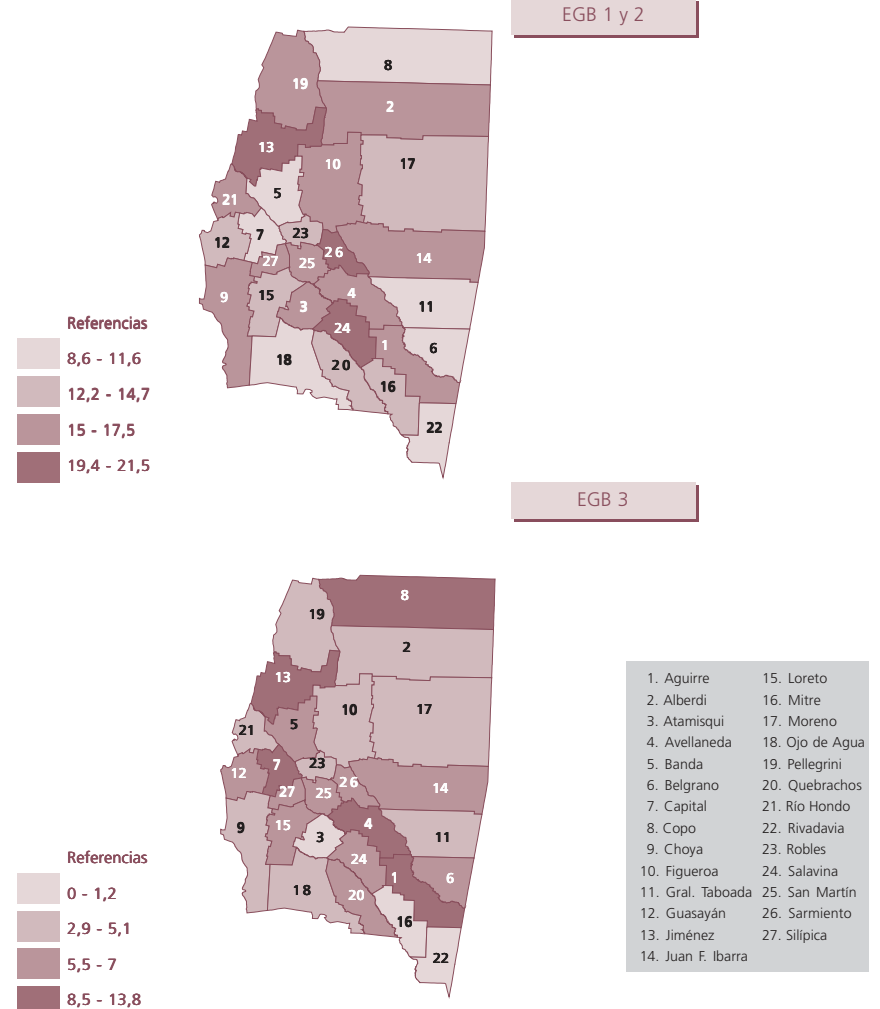 EGB 1 y 2
8
19
2
13
10
17
5
21
7
23
12
26
14
27
25
9
15
4
3
11
24
1
6
18
20
16
22
Referencias
8,6 - 11,6
12,2 - 14,7
15 - 17,5
19,4 - 21,5
EGB 3
8
19
2
13
10
17
5
21
7
23
12
26
14
27
25
9
15
4
3
11
24
1
6
18
20
16
22
Referencias
0 - 1,2
2,9 - 5,1
5,5 - 7
8,5 - 13,8
1. Aguirre
2. Alberdi
3. Atamisqui
4. Avellaneda
5. Banda
6. Belgrano
7. Capital
8. Copo
9. Choya
10. Figueroa
11. Gral. Taboada
12. Guasayán
13. Jiménez
14. Juan F. Ibarra
15. Loreto
16. Mitre
17. Moreno
18. Ojo de Agua
19. Pellegrini
20. Quebrachos
21. Río Hondo
22. Rivadavia
23. Robles
24. Salavina
25. San Martín
26. Sarmiento
27. Silípica